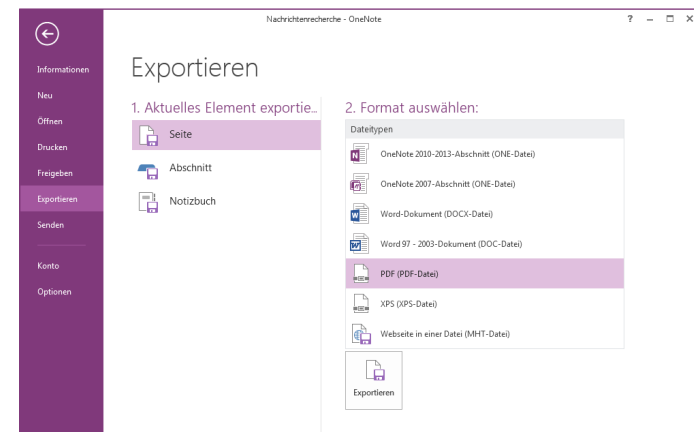 Nachrichtenrecherche - OneNote
?
Informationen
Neu
Öffnen
Drucken
Freigeben
Exportieren
Senden
Konto
Optionen
Exportieren
1. Aktuelles Element exportie...
Seite
Abschnitt
Notizbuch
2. Format auswählen:
Dateitypen
OneNote 2010-2013-Abschnitt (ONE-Datei)
OneNote 2007-Abschnitt (ONE-Datei)
Word-Dokument (DOCX-Datei)
Word 97 - 2003-Dokument (DOC-Datei)
PDF (PDF-Datei)
XPS (XPS-Datei)
Webseite in einer Datei (MHT-Datei)
Exportieren